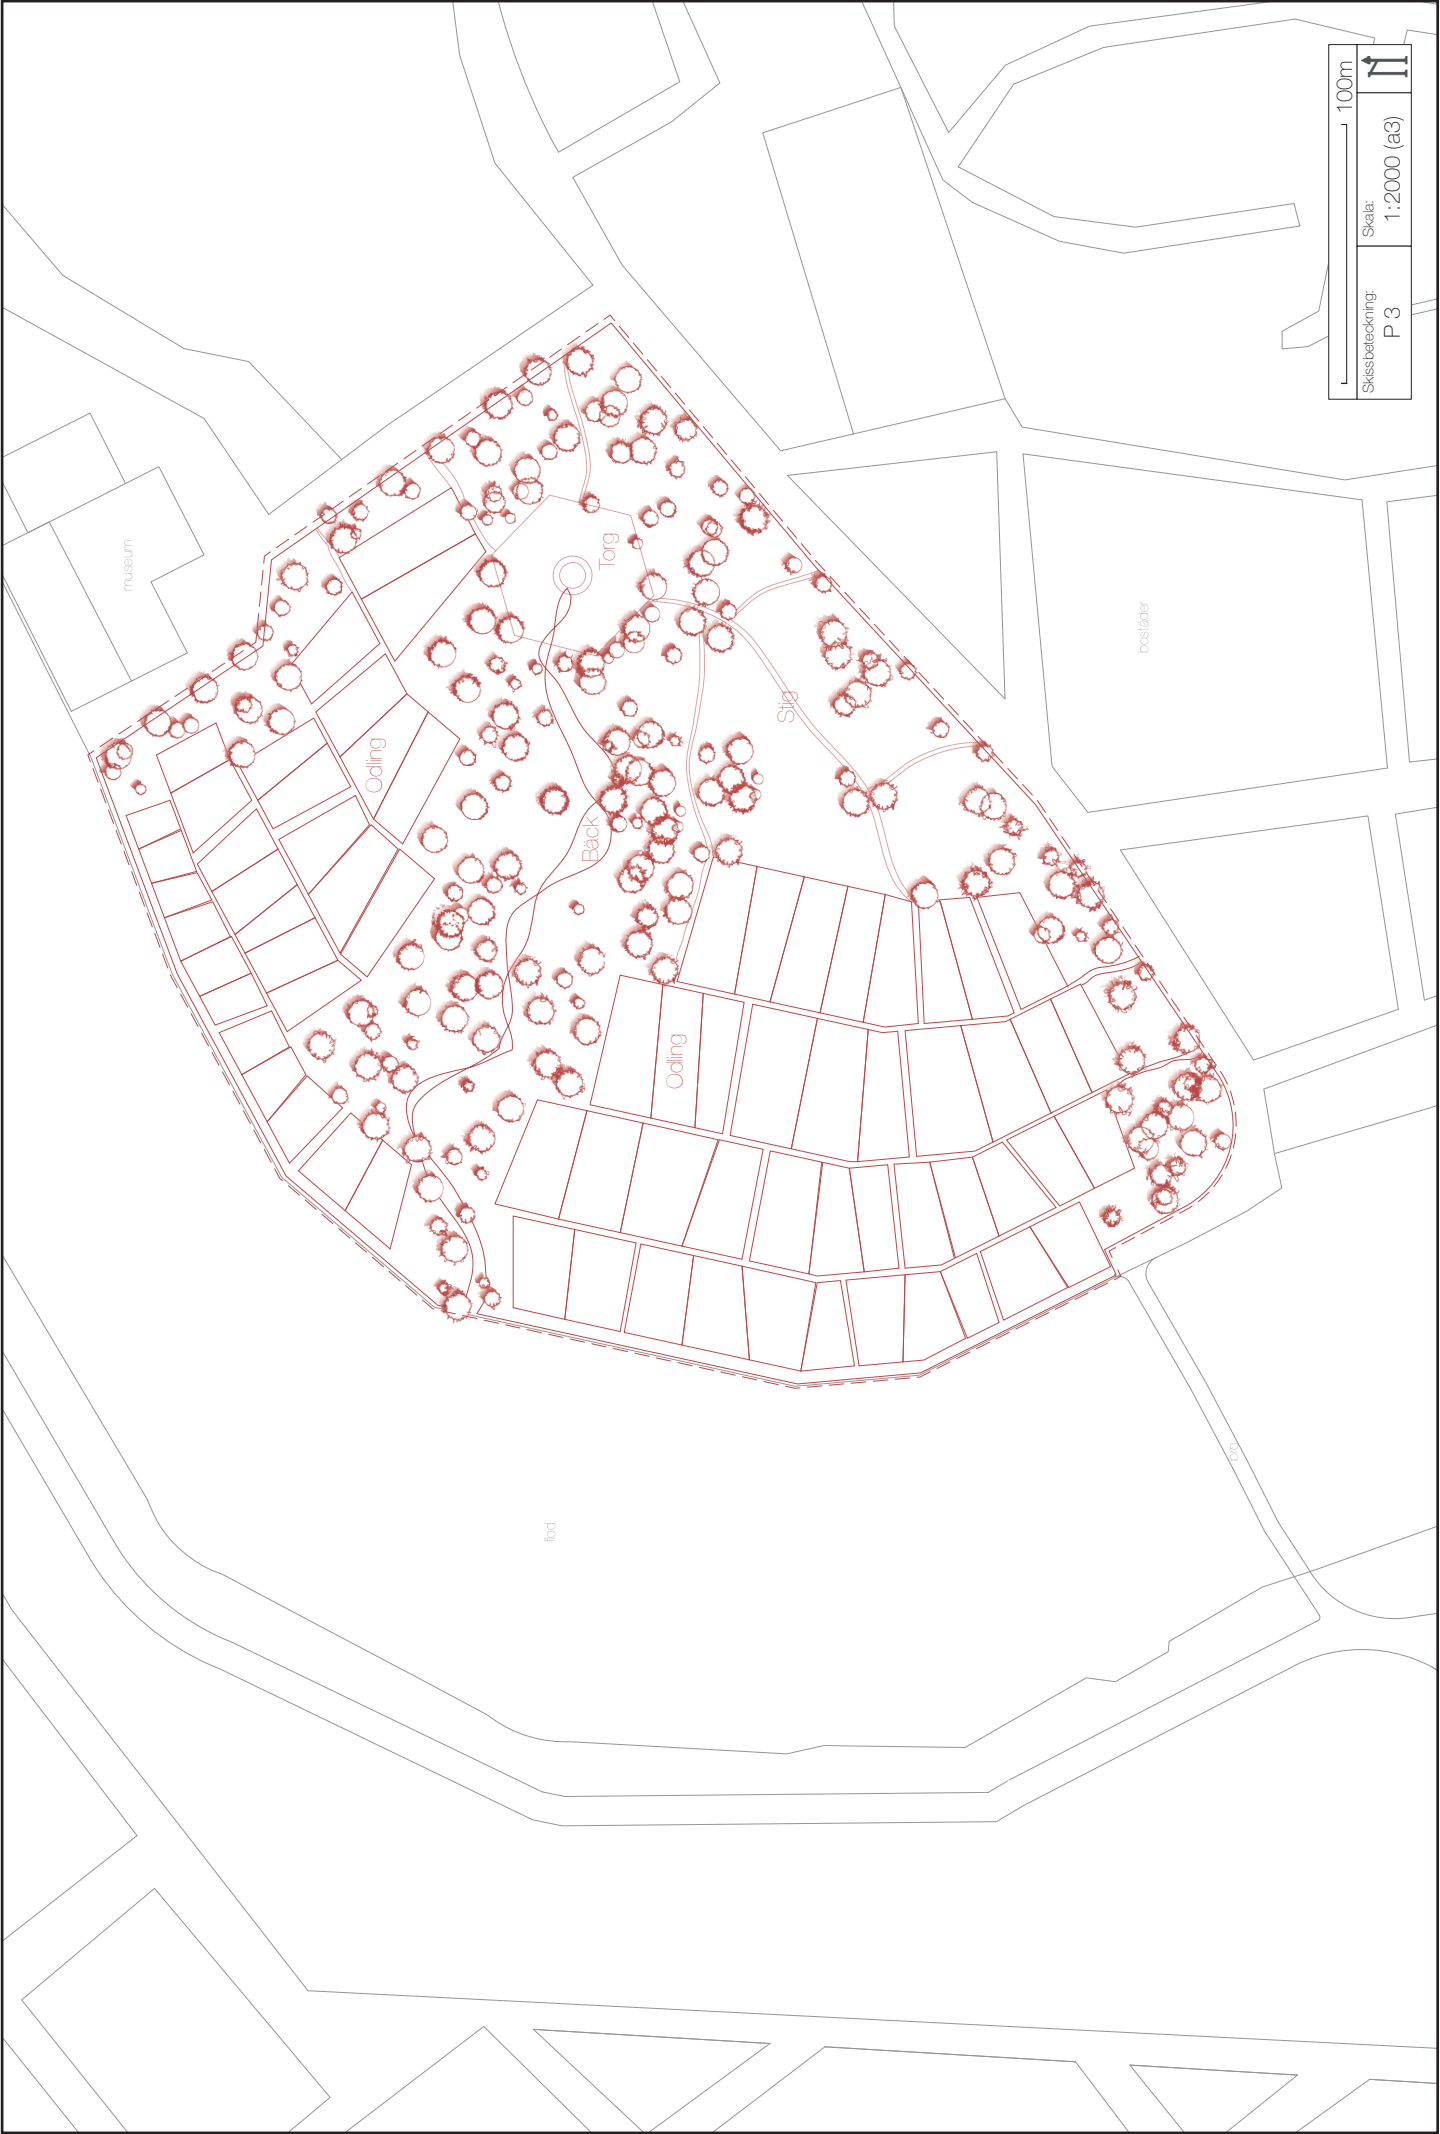 museum
Odling
Torg
Stig
Bäck
Odling
bostäder
flod
bro
100m
Skissbeteckning:
P 3
Skala:
1:2000 (a3)